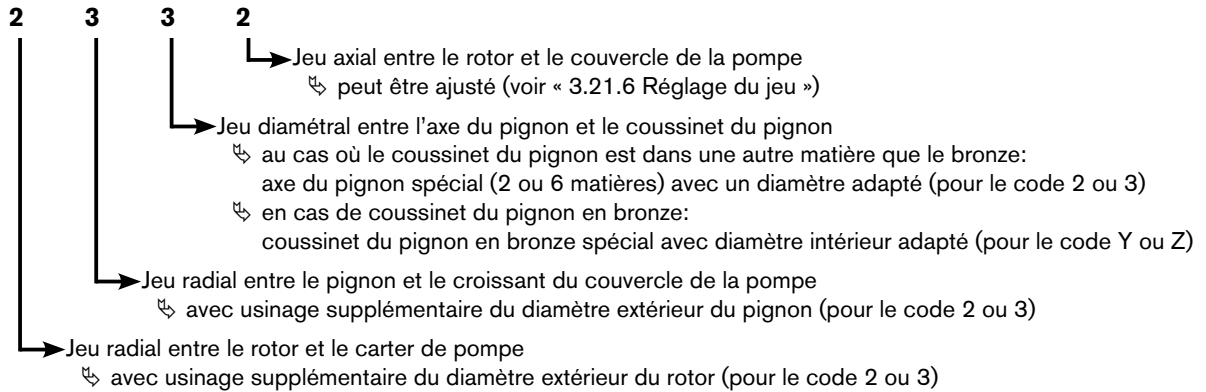 2 3 3 2
Jeu axial entre le rotor et le couvercle de la pompe
peut être ajusté (voir « 3.21.6 Réglage du jeu »)
Jeu diamétral entre l'axe du pignon et le coussinet du pignon
au cas où le coussinet du pignon est dans une autre matière que le bronze:
axe du pignon spécial (2 ou 6 matières) avec un diamètre adapté (pour le code 2 ou 3)
en cas de coussinet du pignon en bronze:
coussinet du pignon en bronze spécial avec diamètre intérieur adapté (pour le code Y ou Z)
Jeu radial entre le pignon et le croissant du couvercle de la pompe
avec usinage supplémentaire du diamètre extérieur du pignon (pour le code 2 ou 3)
Jeu radial entre le rotor et le carter de pompe
avec usinage supplémentaire du diamètre extérieur du rotor (pour le code 2 ou 3)